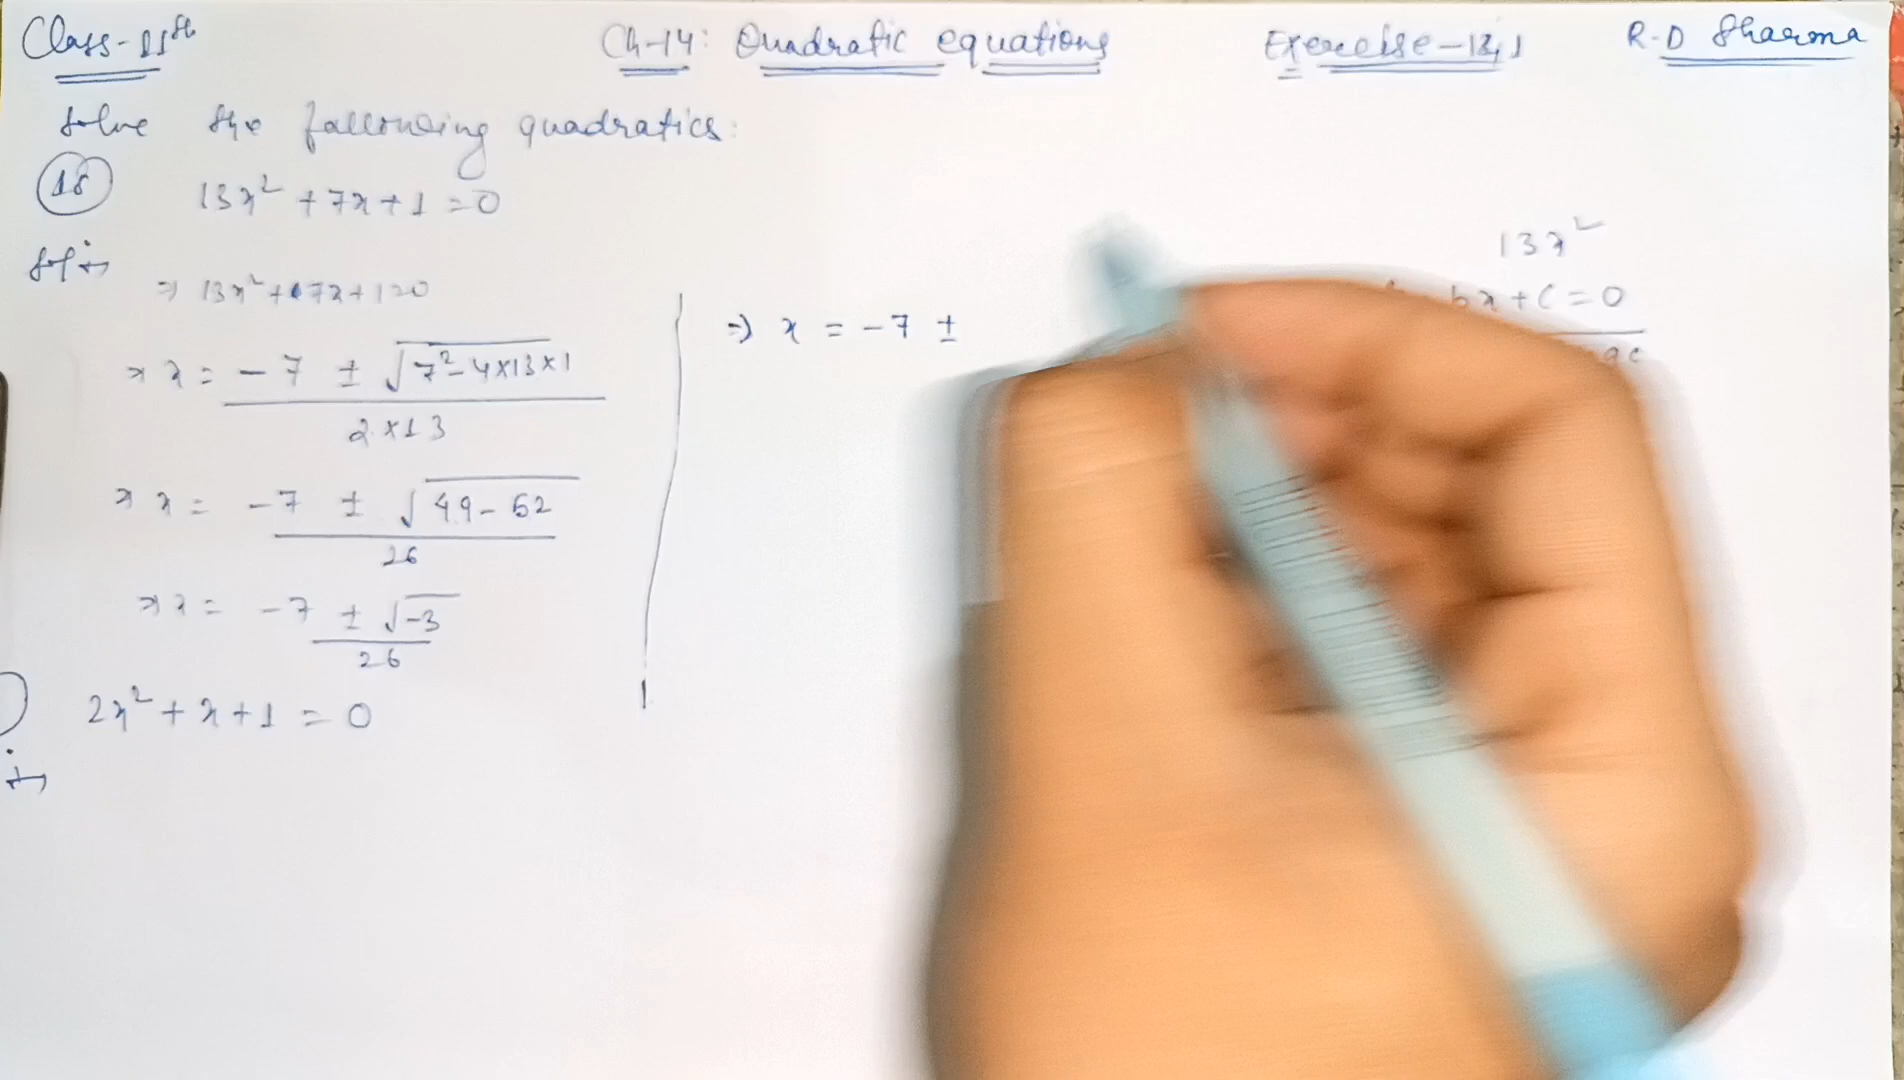 Class-11th Ch-14: Quadratic equations Exercise-13,1 R.D Sharma
Solve the following quadratics:
18 13x² + 7x + 1 = 0
Solⁿ
⇒ 13x² + 7x + 1 = 0
⇒ x = -7 ± √7² - 4×13×1
2×13
⇒ x = -7 ± √49 - 52
26
⇒ x = -7 ± √-3
26
2x² + x + 1 = 0
⇒ x = -7 ±
13x²
bx + c = 0